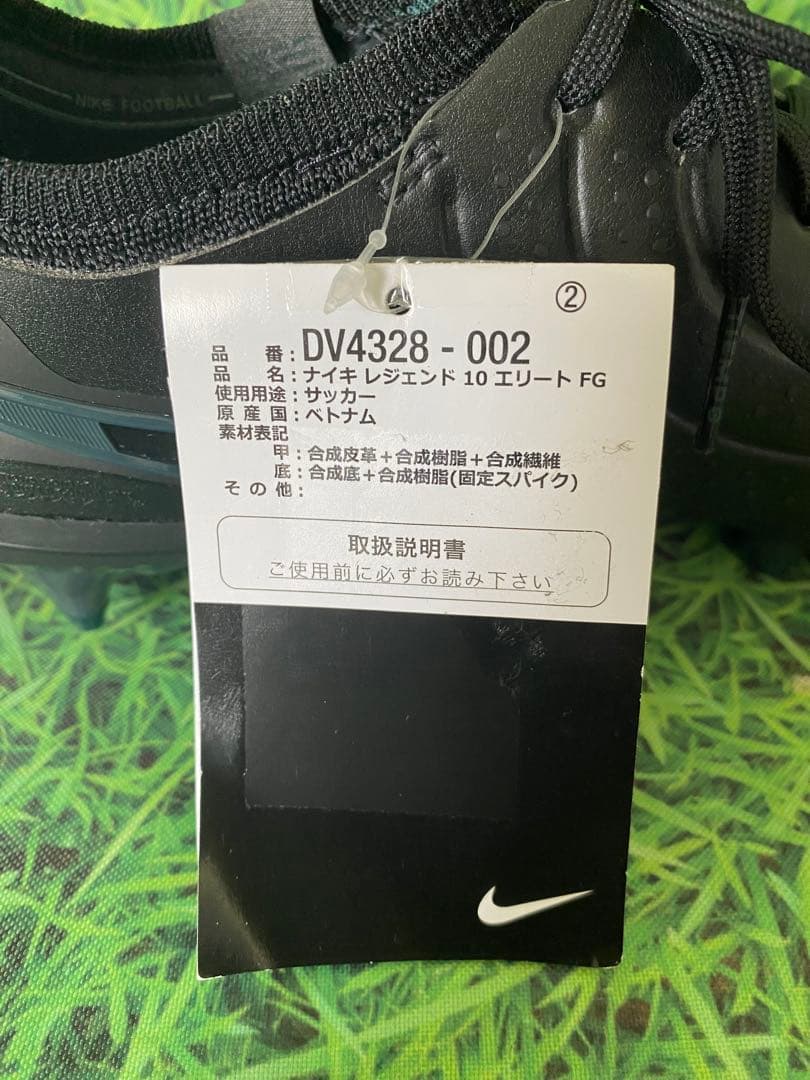 NIKE FOOTBALL
②
品番:DV4328-002
品名:ナイキ レジェンド 10 エリート FG
使用用途:サッカー
原産国:ベトナム
素材表記
甲:合成皮革+合成樹脂+合成繊維
底:合成底+合成樹脂(固定スパイク)
その他:
取扱説明書
ご使用前に必ずお読み下さい